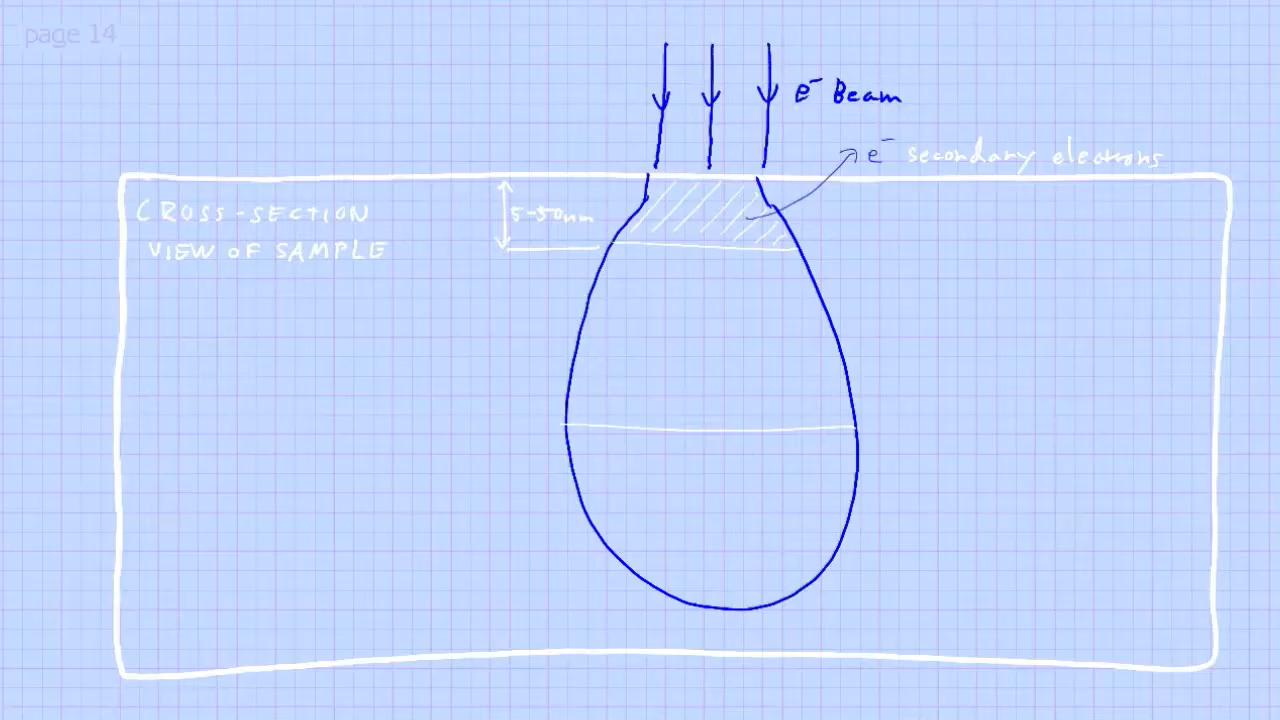 page 14
e⁻ Beam
e⁻ secondary electrons
CROSS-SECTION
VIEW OF SAMPLE
5-50nm